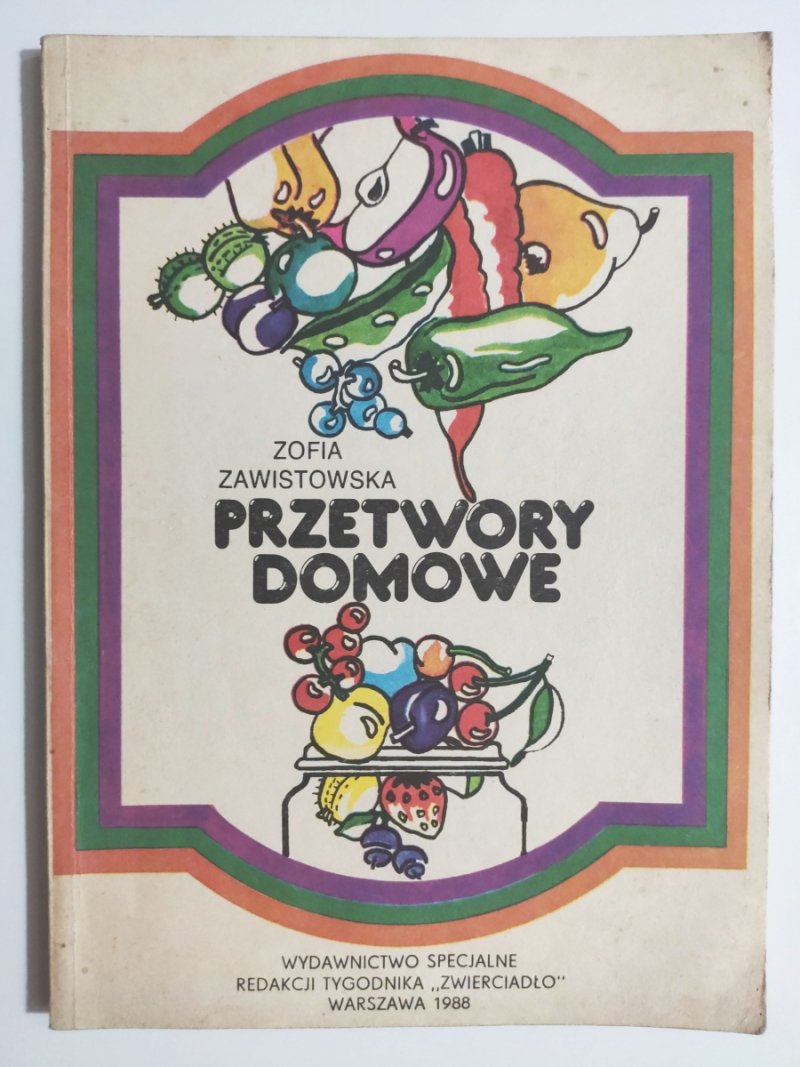 ZOFIA
ZAWISTOWSKA
PRZETWORY
DOMOWE
WYDAWNICTWO SPECJALNE
REDAKCJI TYGODNIKA „ZWIERCIADŁO"
WARSZAWA 1988